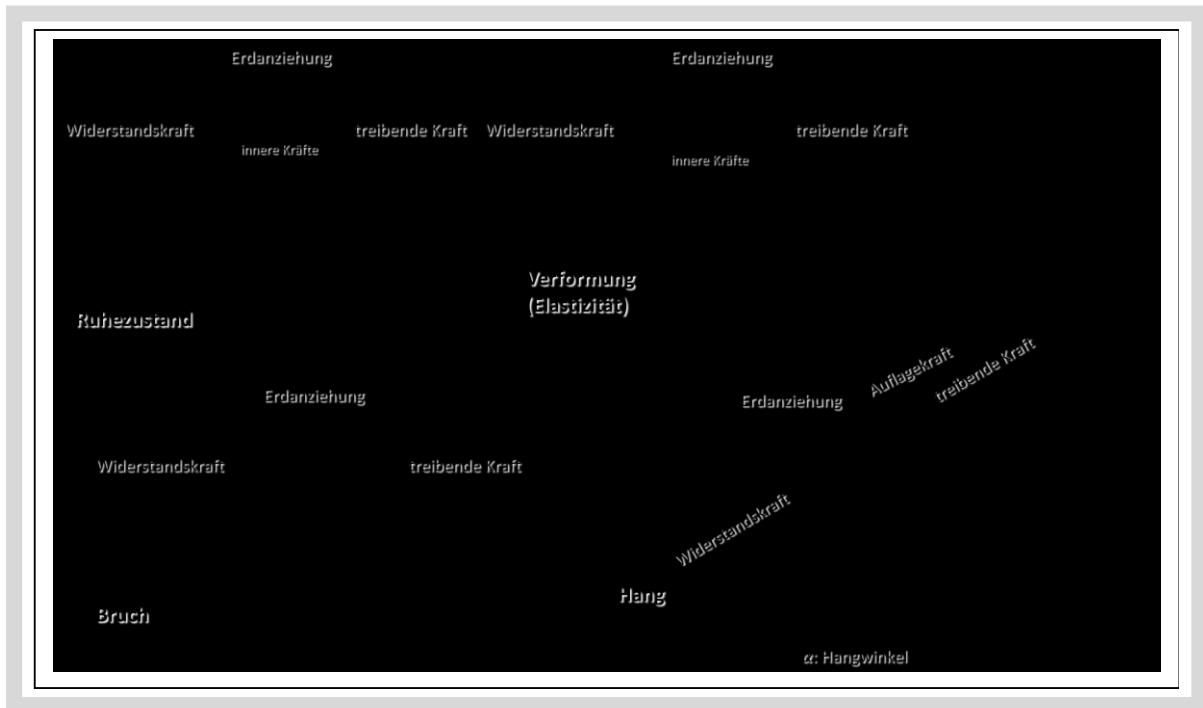 Erdanziehung
Widerstandskraft
treibende Kraft
innere Kräfte
Ruhezustand
Erdanziehung
Widerstandskraft
treibende Kraft
innere Kräfte
Verformung
(Elastizität)
Erdanziehung
Widerstandskraft
treibende Kraft
Bruch
Erdanziehung
Auflagekraft
treibende Kraft
Widerstandskraft
Hang
α: Hangwinkel